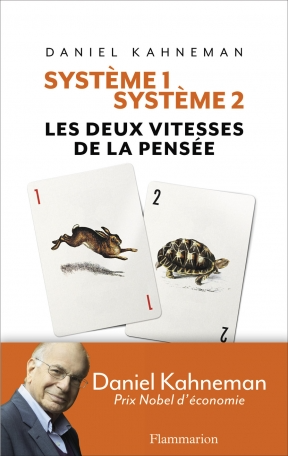 DANIEL KAHNEMAN
SYSTÈME 1
SYSTÈME 2
LES DEUX VITESSES
DE LA PENSÉE
1
2
1
2
Daniel Kahneman
Prix Nobel d'économie
Flammarion